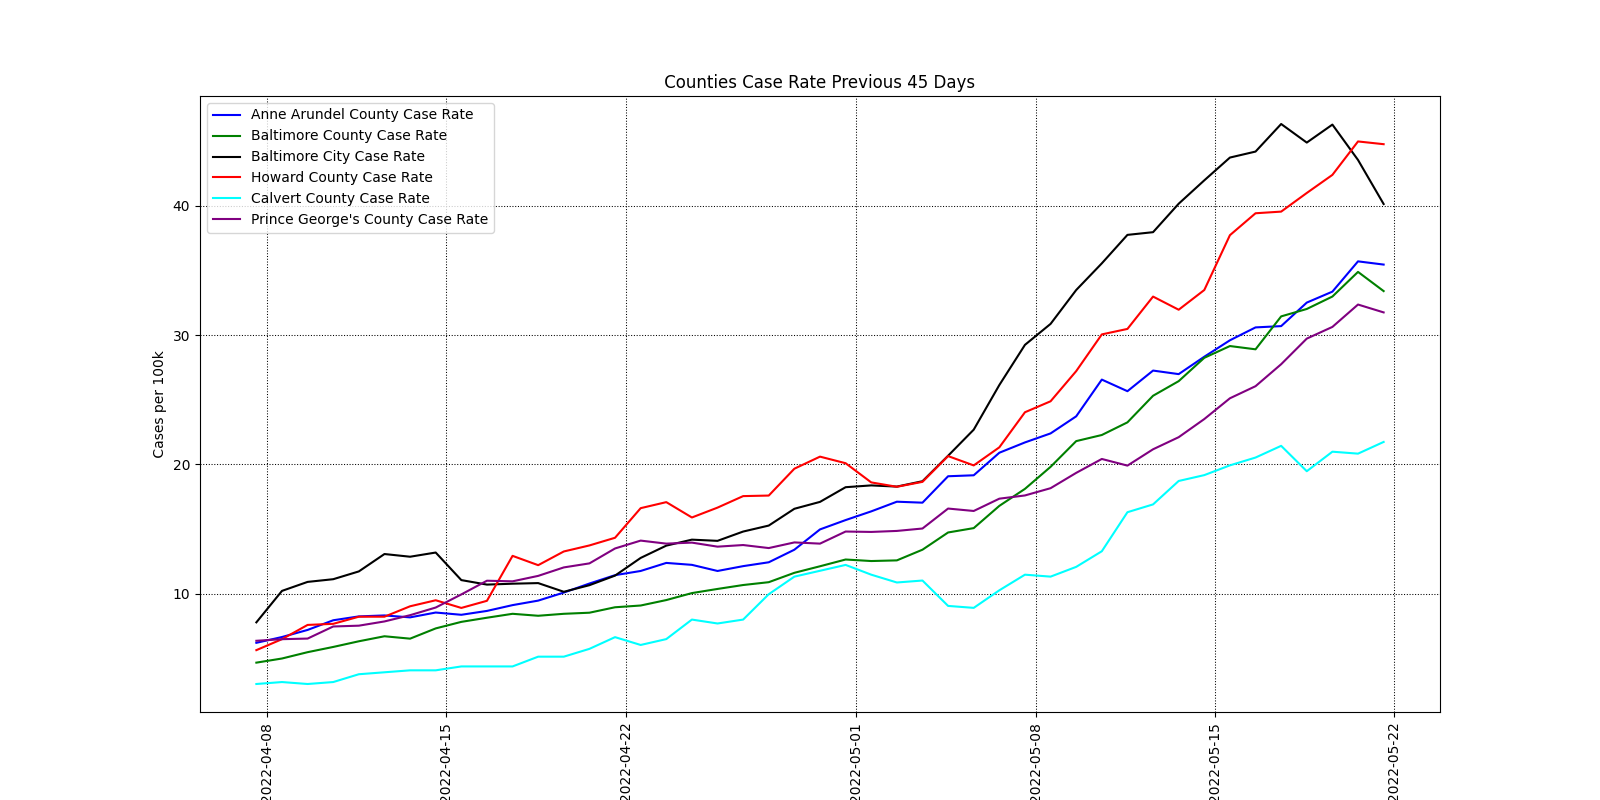 Counties Case Rate Previous 45 Days
Anne Arundel County Case Rate
Baltimore County Case Rate
Baltimore City Case Rate
Howard County Case Rate
Calvert County Case Rate
Prince George's County Case Rate
Cases per 100k
40
30
20
10
2022-04-08
2022-04-15
2022-04-22
2022-05-01
2022-05-08
2022-05-15
2022-05-22